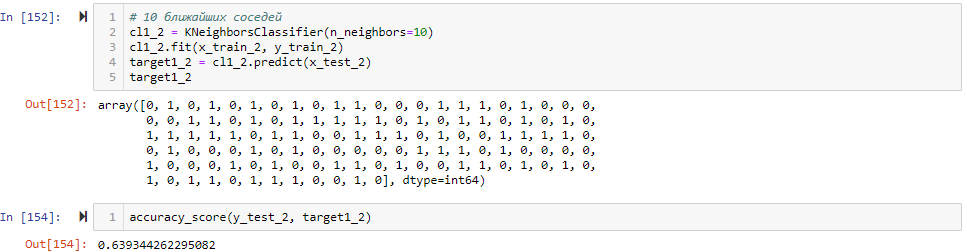 In [152]:
1 # 10 ближайших соседей
2 cl1_2 = KNeighborsClassifier(n_neighbors=10)
3 cl1_2.fit(x_train_2, y_train_2)
4 target1_2 = cl1_2.predict(x_test_2)
5 target1_2
Out[152]: array([0, 1, 0, 1, 0, 1, 0, 1, 0, 1, 1, 0, 0, 0, 1, 1, 1, 0, 1, 0, 0, 0,
0, 0, 1, 1, 0, 1, 0, 1, 1, 1, 1, 1, 1, 0, 1, 0, 1, 1, 0, 1, 0, 1, 0,
1, 1, 1, 1, 1, 0, 1, 1, 0, 0, 1, 1, 1, 0, 1, 0, 0, 1, 1, 1, 1, 0,
0, 1, 0, 0, 0, 1, 0, 1, 0, 0, 0, 0, 0, 1, 1, 1, 0, 1, 0, 0, 0, 0,
1, 0, 0, 0, 1, 0, 1, 0, 0, 1, 1, 0, 1, 0, 0, 1, 1, 0, 1, 0, 1, 0,
1, 0, 1, 1, 0, 1, 1, 1, 0, 0, 1, 0], dtype=int64)
In [154]:
1 accuracy_score(y_test_2, target1_2)
Out[154]: 0.639344262295082